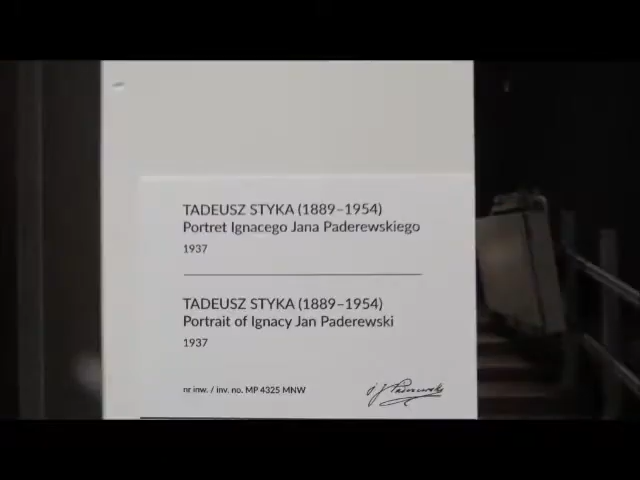 TADEUSZ STYKA (1889–1954)
Portret Ignacego Jana Paderewskiego
1937
TADEUSZ STYKA (1889–1954)
Portrait of Ignacy Jan Paderewski
1937
nr inw. / inv. no. MP 4325 MNW
I J Paderewski